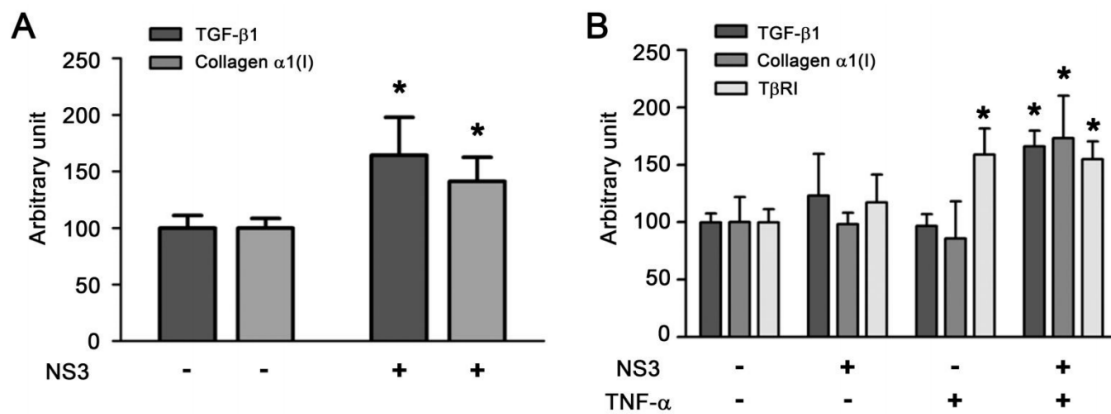 A
TGF-β1
Collagen α1(I)
Arbitrary unit
250
200
150
100
50
0
* *
NS3 - - + +
B
TGF-β1
Collagen α1(I)
TβRI
Arbitrary unit
250
200
150
100
50
0
* * * *
NS3 - + - +
TNF-α - - + +